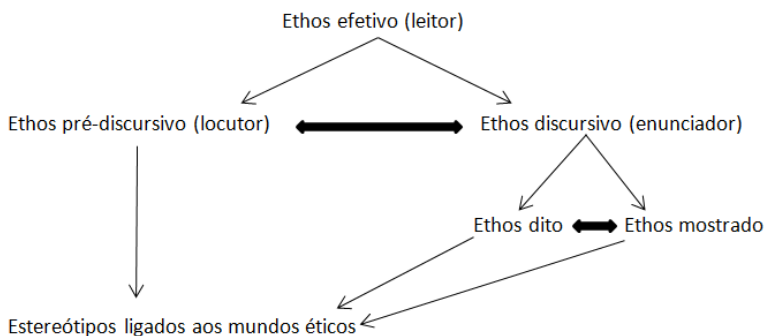 Ethos efetivo (leitor)
Ethos pré-discursivo (locutor)
Ethos discursivo (enunciador)
Ethos dito
Ethos mostrado
Estereótipos ligados aos mundos éticos